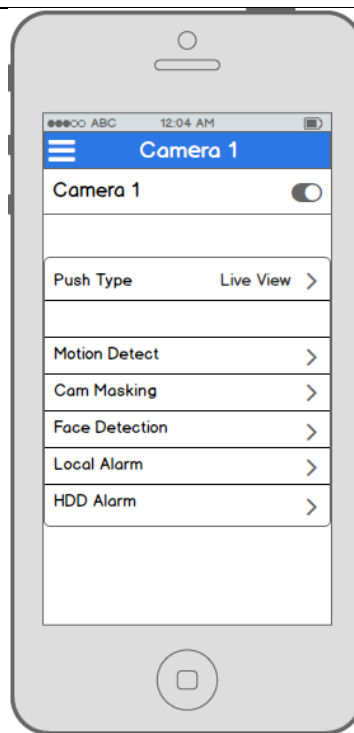 ABC 12:04 AM
Camera 1
Camera 1
Push Type Live View
Motion Detect
Cam Masking
Face Detection
Local Alarm
HDD Alarm